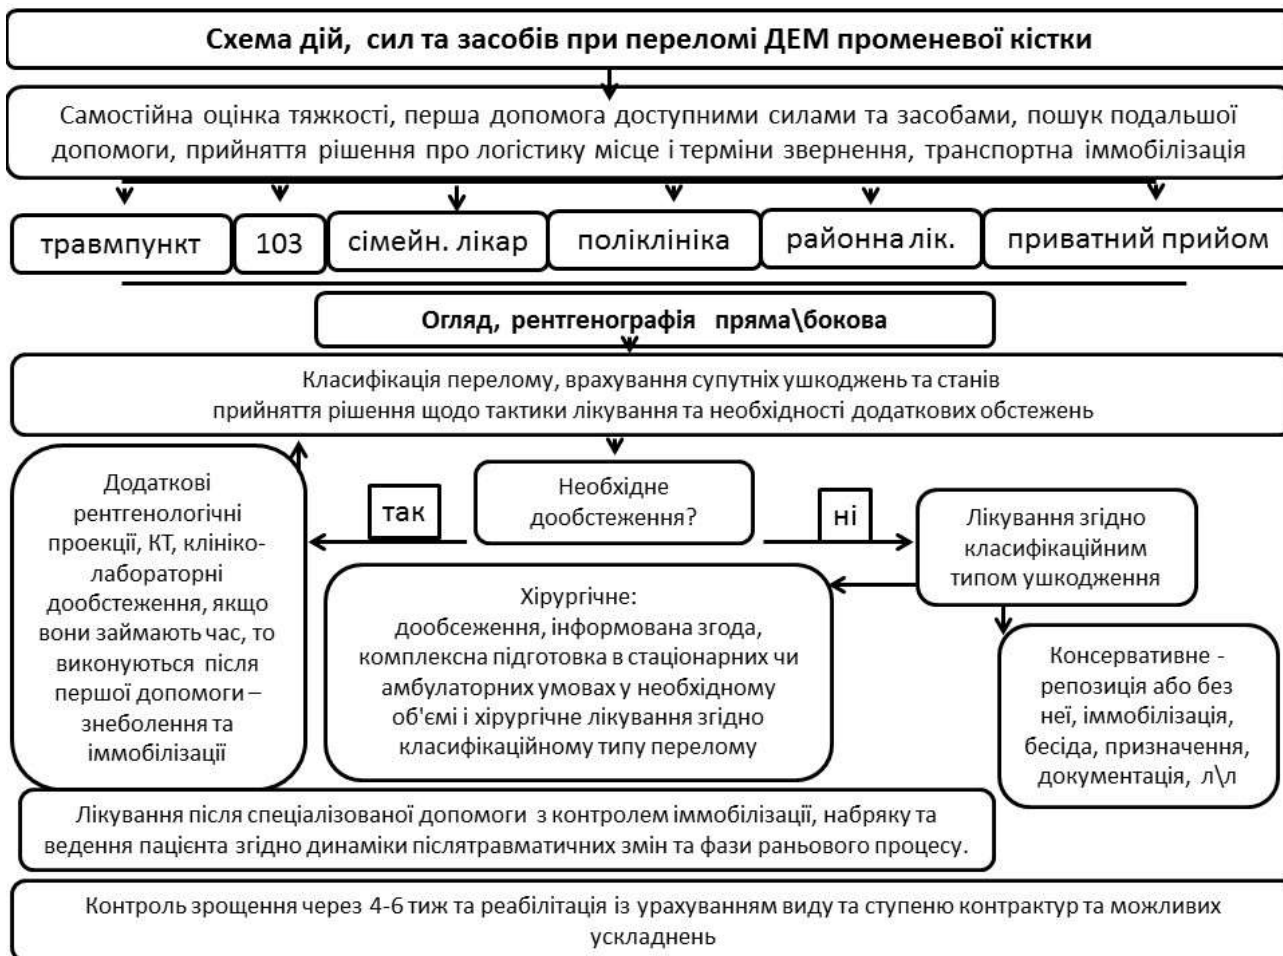 Схема дій, сил та засобів при переломі ДЕМ променевої кістки
Самостійна оцінка тяжкості, перша допомога доступними силами та засобами, пошук подальшої
допомоги, прийняття рішення про логістику місце і терміни звернення, транспортна іммобілізація
травмпункт
103
сімейн. лікар
поліклініка
районна лік.
приватний прийом
Огляд, рентгенографія пряма\бокова
Класифікація перелому, врахування супутніх ушкоджень та станів
прийняття рішення щодо тактики лікування та необхідності додаткових обстежень
Додаткові
рентгенологічні
проекції, КТ, клініко-
лабораторні
дообстеження, якщо
вони займають час, то
виконуються після
першої допомоги –
знеболення та
іммобілізації
так
Необхідне
дообстеження?
ні
Лікування згідно
класифікаційним
типом ушкодження
Хірургічне:
дообсеження, інформована згода,
комплексна підготовка в стаціонарних чи
амбулаторних умовах у необхідному
об'ємі і хірургічне лікування згідно
класифікаційному типу перелому
Консервативне -
репозиція або без
неї, іммобілізація,
бесіда, призначення,
документація, л\л
Лікування після спеціалізованої допомоги з контролем іммобілізації, набряку та
ведення пацієнта згідно динаміки післятравматичних змін та фази раньового процесу.
Контроль зрощення через 4-6 тиж та реабілітація із урахуванням виду та ступеню контрактур та можливих
ускладнень